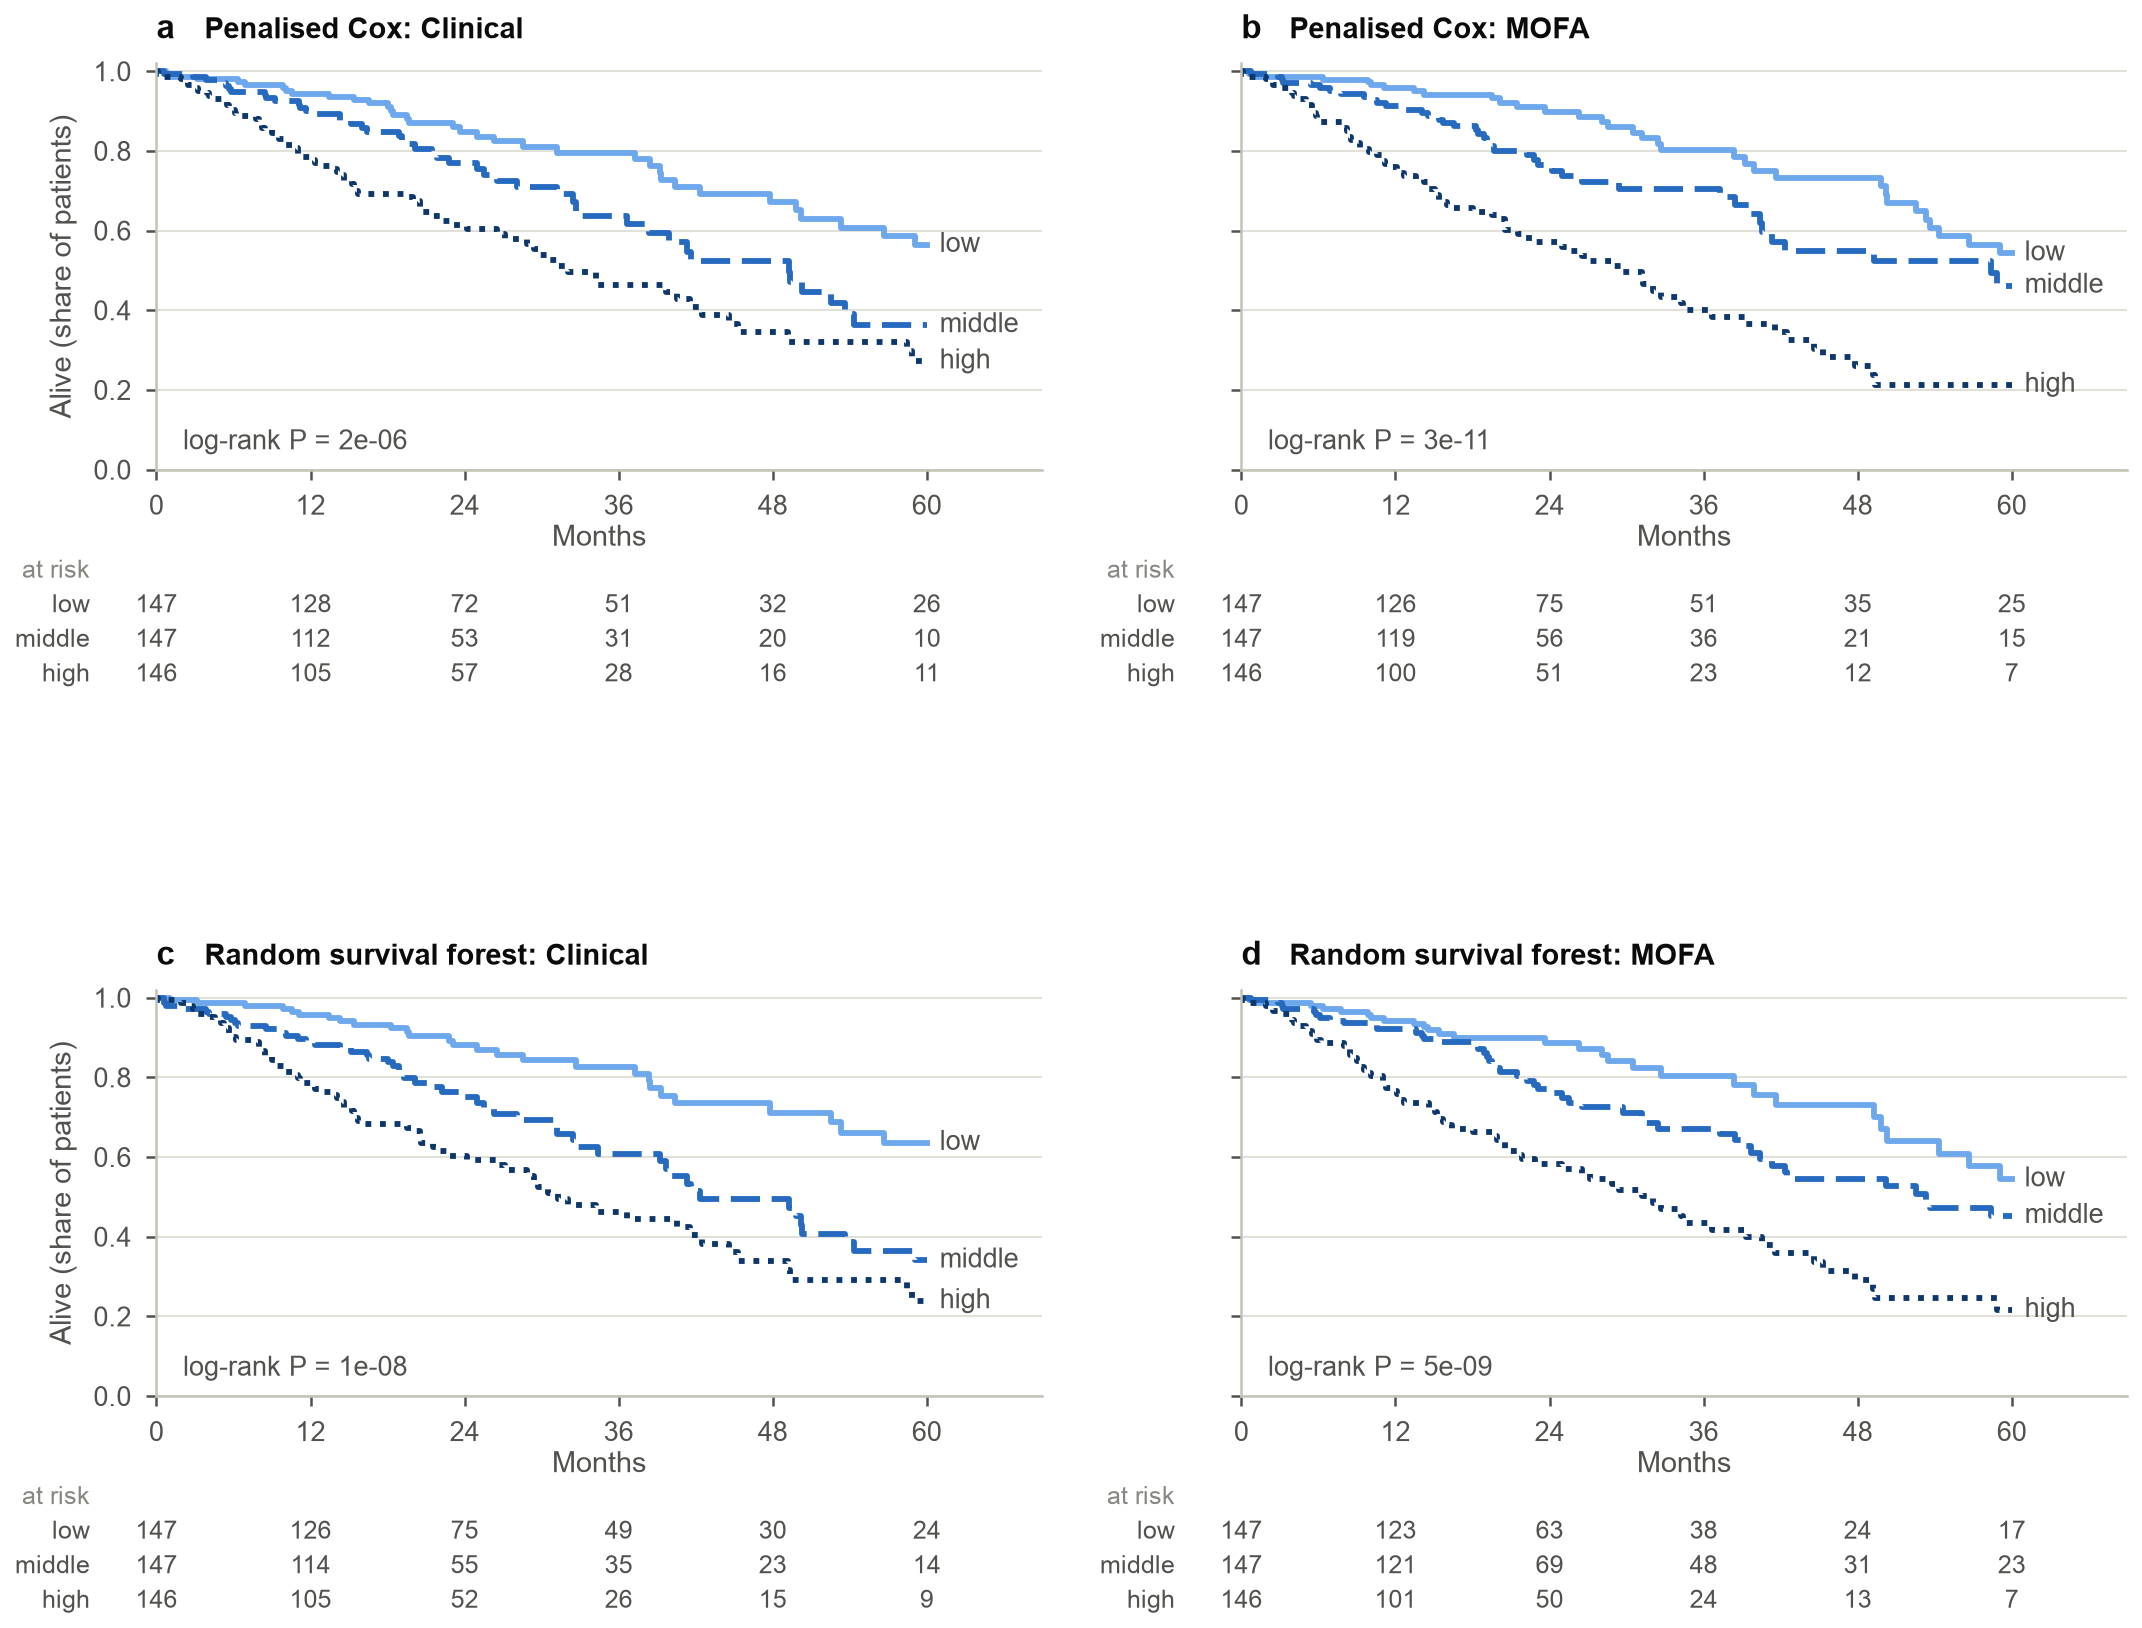 a Penalised Cox: Clinical
1.0
0.8
0.6
0.4
0.2
0.0
Alive (share of patients)
low
middle
high
log-rank P = 2e-06
0 12 24 36 48 60
Months
at risk
low 147 128 72 51 32 26
middle 147 112 53 31 20 10
high 146 105 57 28 16 11
b Penalised Cox: MOFA
low
middle
high
log-rank P = 3e-11
0 12 24 36 48 60
Months
at risk
low 147 126 75 51 35 25
middle 147 119 56 36 21 15
high 146 100 51 23 12 7
c Random survival forest: Clinical
1.0
0.8
0.6
0.4
0.2
0.0
Alive (share of patients)
low
middle
high
log-rank P = 1e-08
0 12 24 36 48 60
Months
at risk
low 147 126 75 49 30 24
middle 147 114 55 35 23 14
high 146 105 52 26 15 9
d Random survival forest: MOFA
low
middle
high
log-rank P = 5e-09
0 12 24 36 48 60
Months
at risk
low 147 123 63 38 24 17
middle 147 121 69 48 31 23
high 146 101 50 24 13 7